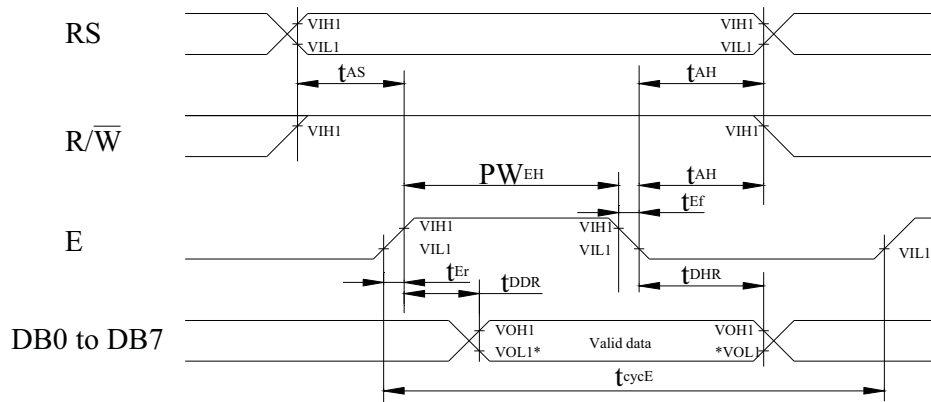 RS
VIH1
VIL1
VIH1
VIL1
tAS
tAH
R/W̅
VIH1
VIH1
PWEH
tAH
tEf
E
VIH1
VIL1
VIH1
VIL1
VIL1
tEr
tDDR
tDHR
DB0 to DB7
VOH1
VOL1*
Valid data
VOH1
*VOL1
tcycE